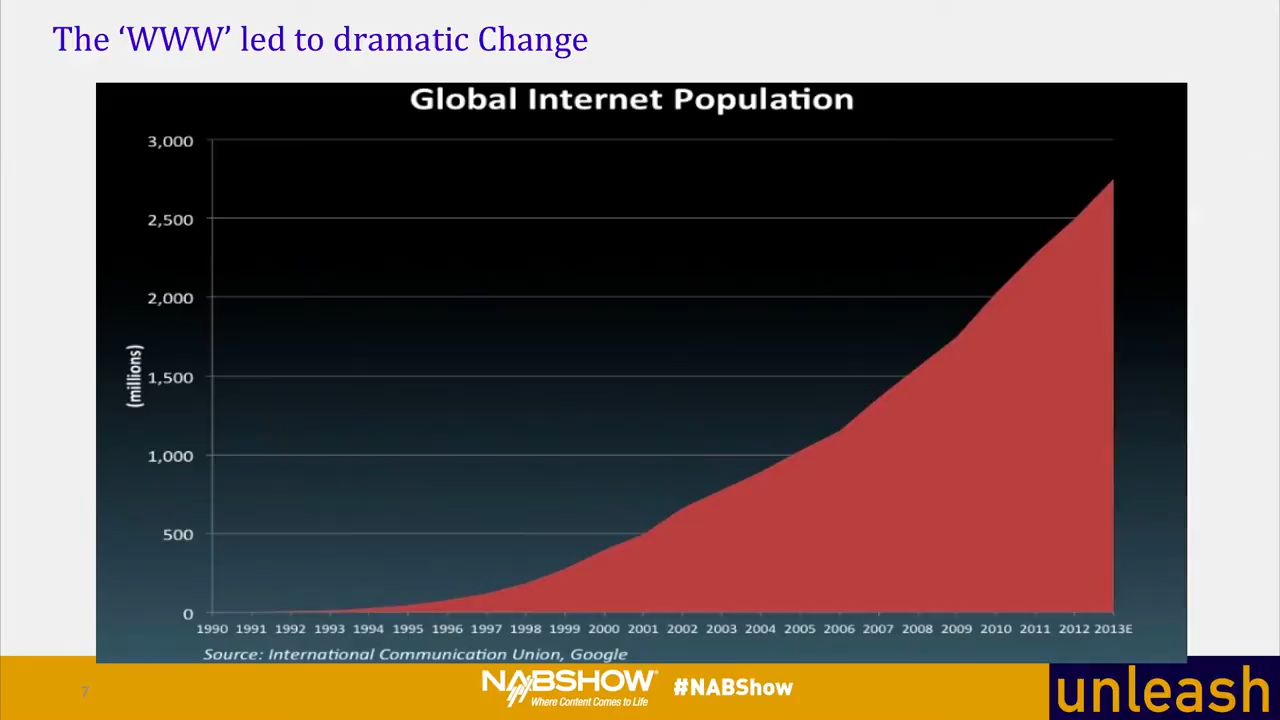 The ‘WWW’ led to dramatic Change
Global Internet Population
3,000
2,500
2,000
1,500
1,000
500
0
(millions)
1990 1991 1992 1993 1994 1995 1996 1997 1998 1999 2000 2001 2002 2003 2004 2005 2006 2007 2008 2009 2010 2011 2012 2013E
Source: International Communication Union, Google
7
NABSHOW®
Where Content Comes to Life
#NABShow
unleash